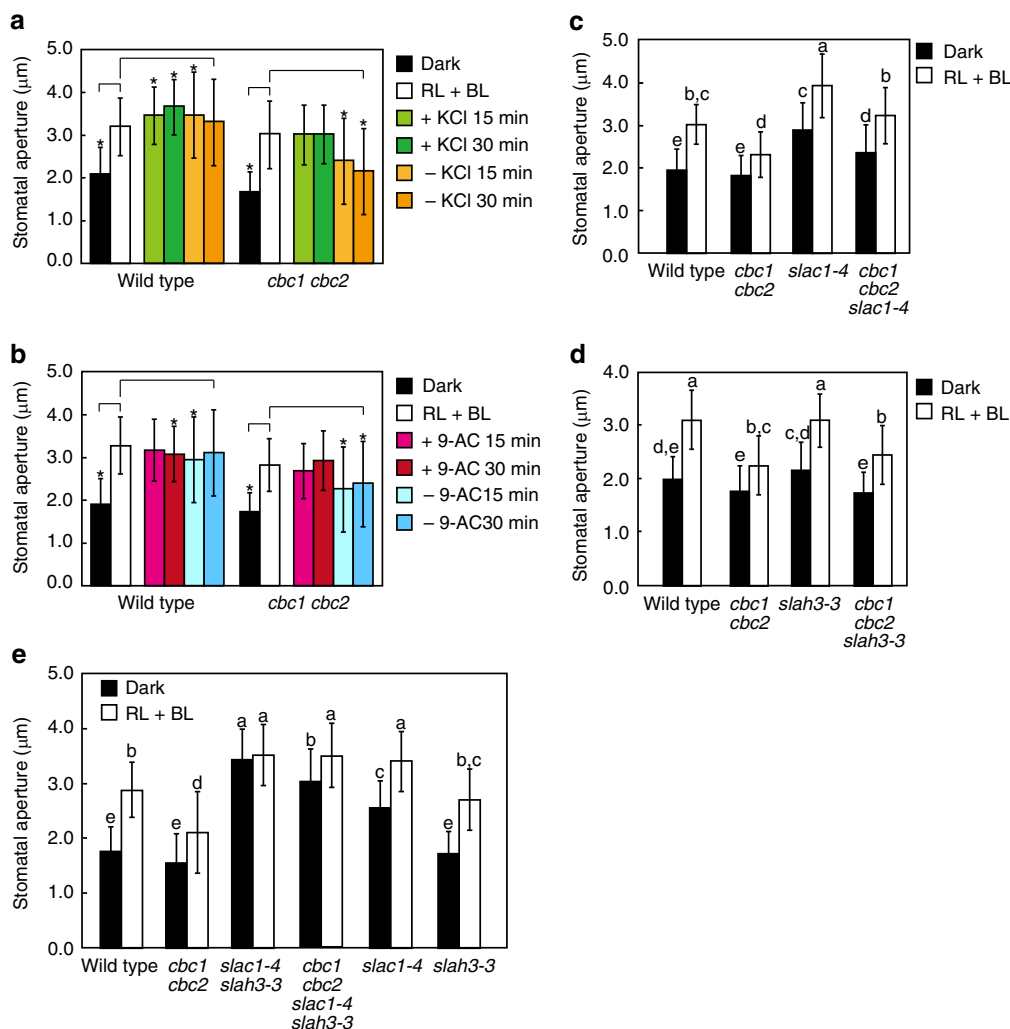 a
Stomatal aperture (μm)
5.0
4.0
3.0
2.0
1.0
0.0
* * * * * * * *
Wild type
cbc1 cbc2
Dark
RL + BL
+ KCl 15 min
+ KCl 30 min
– KCl 15 min
– KCl 30 min
b
Stomatal aperture (μm)
5.0
4.0
3.0
2.0
1.0
0.0
* * * * * *
Wild type
cbc1 cbc2
Dark
RL + BL
+ 9-AC 15 min
+ 9-AC 30 min
– 9-AC15 min
– 9-AC30 min
c
Stomatal aperture (μm)
5.0
4.0
3.0
2.0
1.0
0.0
e b,c e d c a d b
Wild type
cbc1
cbc2
slac1-4
cbc1
cbc2
slac1-4
Dark
RL + BL
d
Stomatal aperture (μm)
4.0
3.0
2.0
1.0
0.0
d,e a e b,c c,d a e b
Wild type
cbc1
cbc2
slah3-3
cbc1
cbc2
slah3-3
Dark
RL + BL
e
Stomatal aperture (μm)
5.0
4.0
3.0
2.0
1.0
0.0
Dark
RL + BL
e b e d a a b a c a e b,c
Wild type
cbc1
cbc2
slac1-4
slah3-3
cbc1
cbc2
slac1-4
slah3-3
slac1-4
slah3-3